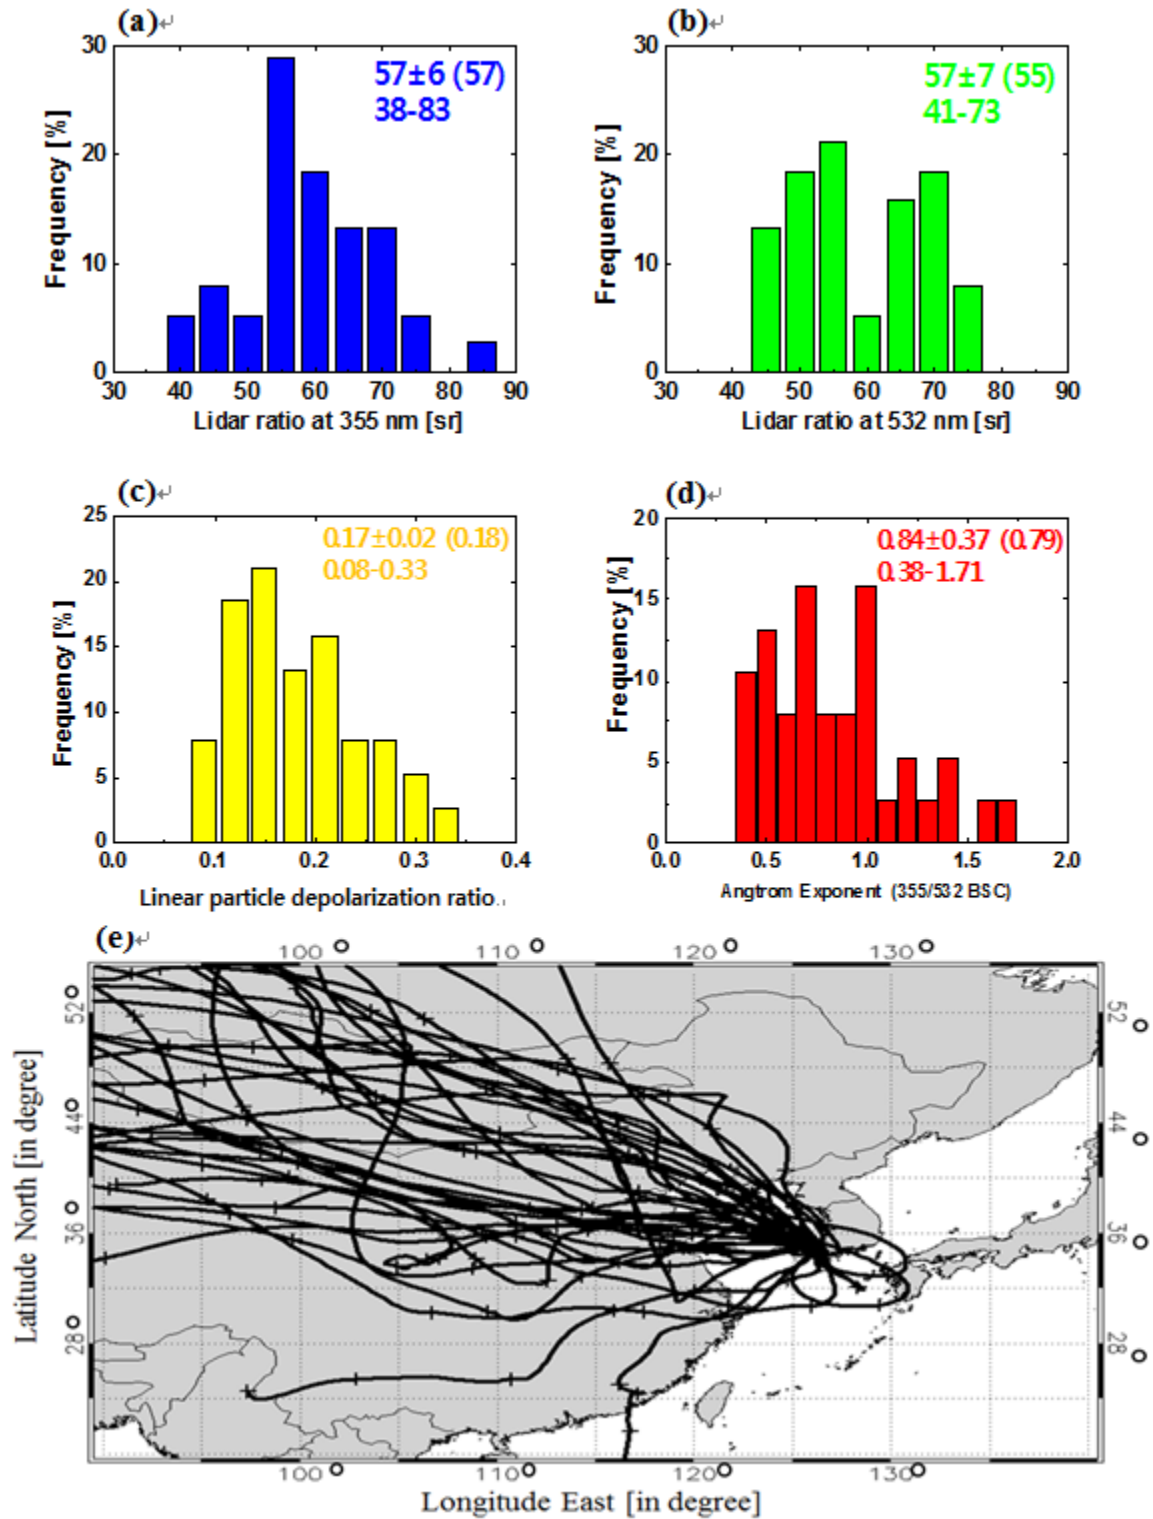 (a)↵
(b)↵
30
20
10
0
Frequency [%]
57±6 (57)
38-83
30 40 50 60 70 80 90
Lidar ratio at 355 nm [sr]
30
20
10
0
Frequency [%]
57±7 (55)
41-73
30 40 50 60 70 80 90
Lidar ratio at 532 nm [sr]
(c)↵
(d)↵
25
20
15
10
5
0
Frequency [%]
0.17±0.02 (0.18)
0.08-0.33
0.0 0.1 0.2 0.3 0.4
Linear particle depolarization ratio.
20
15
10
5
0
Frequency [%]
0.84±0.37 (0.79)
0.38-1.71
0.0 0.5 1.0 1.5 2.0
Angtrom Exponent (355/532 BSC)
(e)↵
100° 110° 120° 130°
52°
44°
36°
28°
Latitude North [in degree]
52°
44°
36°
28°
100° 110° 120° 130°
Longitude East [in degree]